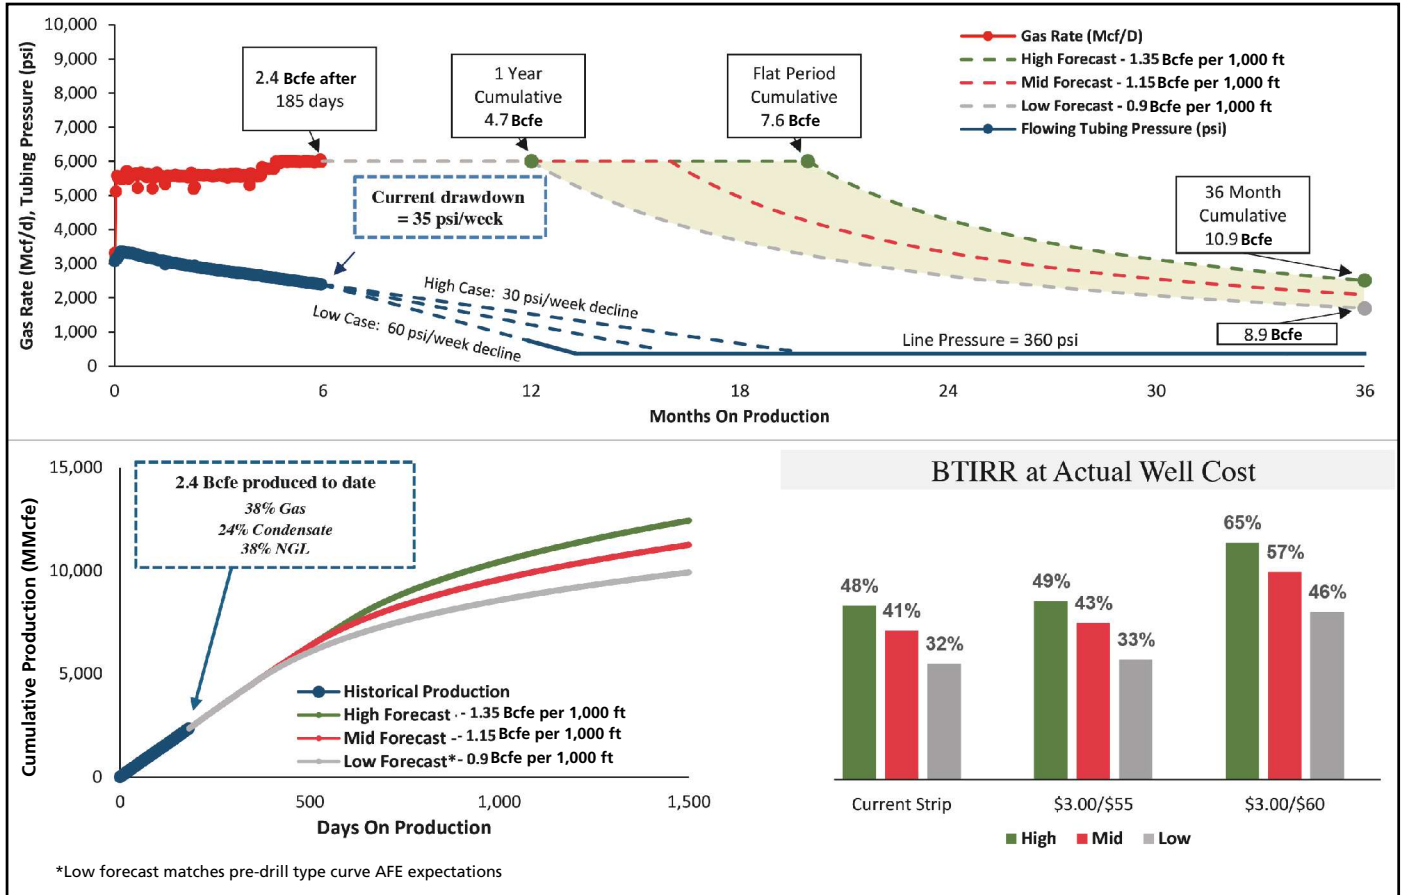 10,000
9,000
8,000
7,000
6,000
5,000
4,000
3,000
2,000
1,000
0
Gas Rate (Mcf/d), Tubing Pressure (psi)
2.4 Bcfe after
185 days
1 Year
Cumulative
4.7 Bcfe
Flat Period
Cumulative
7.6 Bcfe
Gas Rate (Mcf/D)
High Forecast - 1.35 Bcfe per 1,000 ft
Mid Forecast - 1.15 Bcfe per 1,000 ft
Low Forecast - 0.9 Bcfe per 1,000 ft
Flowing Tubing Pressure (psi)
Current drawdown
= 35 psi/week
36 Month
Cumulative
10.9 Bcfe
High Case: 30 psi/week decline
Low Case: 60 psi/week decline
Line Pressure = 360 psi
8.9 Bcfe
0 6 12 18 24 30 36
Months On Production
15,000
10,000
5,000
0
Cumulative Production (MMcfe)
2.4 Bcfe produced to date
38% Gas
24% Condensate
38% NGL
Historical Production
High Forecast - - 1.35 Bcfe per 1,000 ft
Mid Forecast -- 1.15 Bcfe per 1,000 ft
Low Forecast* - 0.9 Bcfe per 1,000 ft
0 500 1,000 1,500
Days On Production
BTIRR at Actual Well Cost
48% 41% 32%
49% 43% 33%
65% 57% 46%
Current Strip $3.00/$55 $3.00/$60
High Mid Low
*Low forecast matches pre-drill type curve AFE expectations